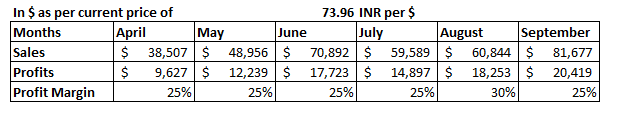 In $ as per current price of 73.96 INR per $
Months April May June July August September
Sales $ 38,507 $ 48,956 $ 70,892 $ 59,589 $ 60,844 $ 81,677
Profits $ 9,627 $ 12,239 $ 17,723 $ 14,897 $ 18,253 $ 20,419
Profit Margin 25% 25% 25% 25% 30% 25%